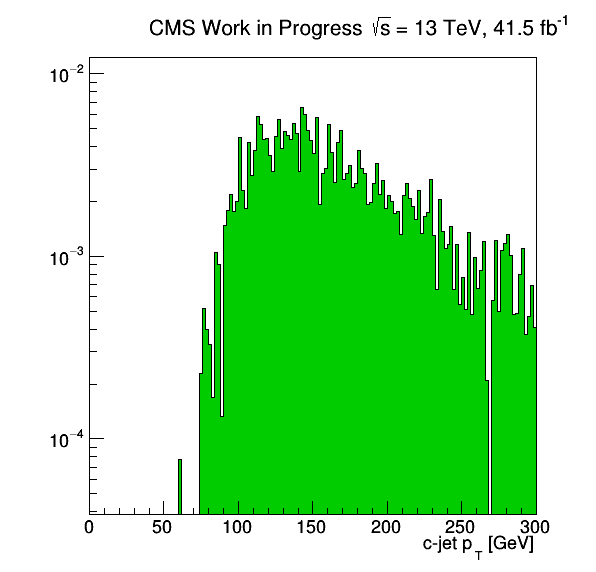 CMS Work in Progress √s = 13 TeV, 41.5 fb⁻¹
10⁻²
10⁻³
10⁻⁴
0 50 100 150 200 250 300
c-jet p_T [GeV]